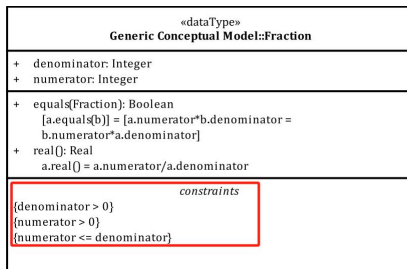 «dataType»
Generic Conceptual Model::Fraction
+ denominator: Integer
+ numerator: Integer
+ equals(Fraction): Boolean
[a.equals(b)] = [a.numerator*b.denominator =
b.numerator*a.denominator]
+ real(): Real
a.real() = a.numerator/a.denominator
constraints
{denominator > 0}
{numerator > 0}
{numerator <= denominator}